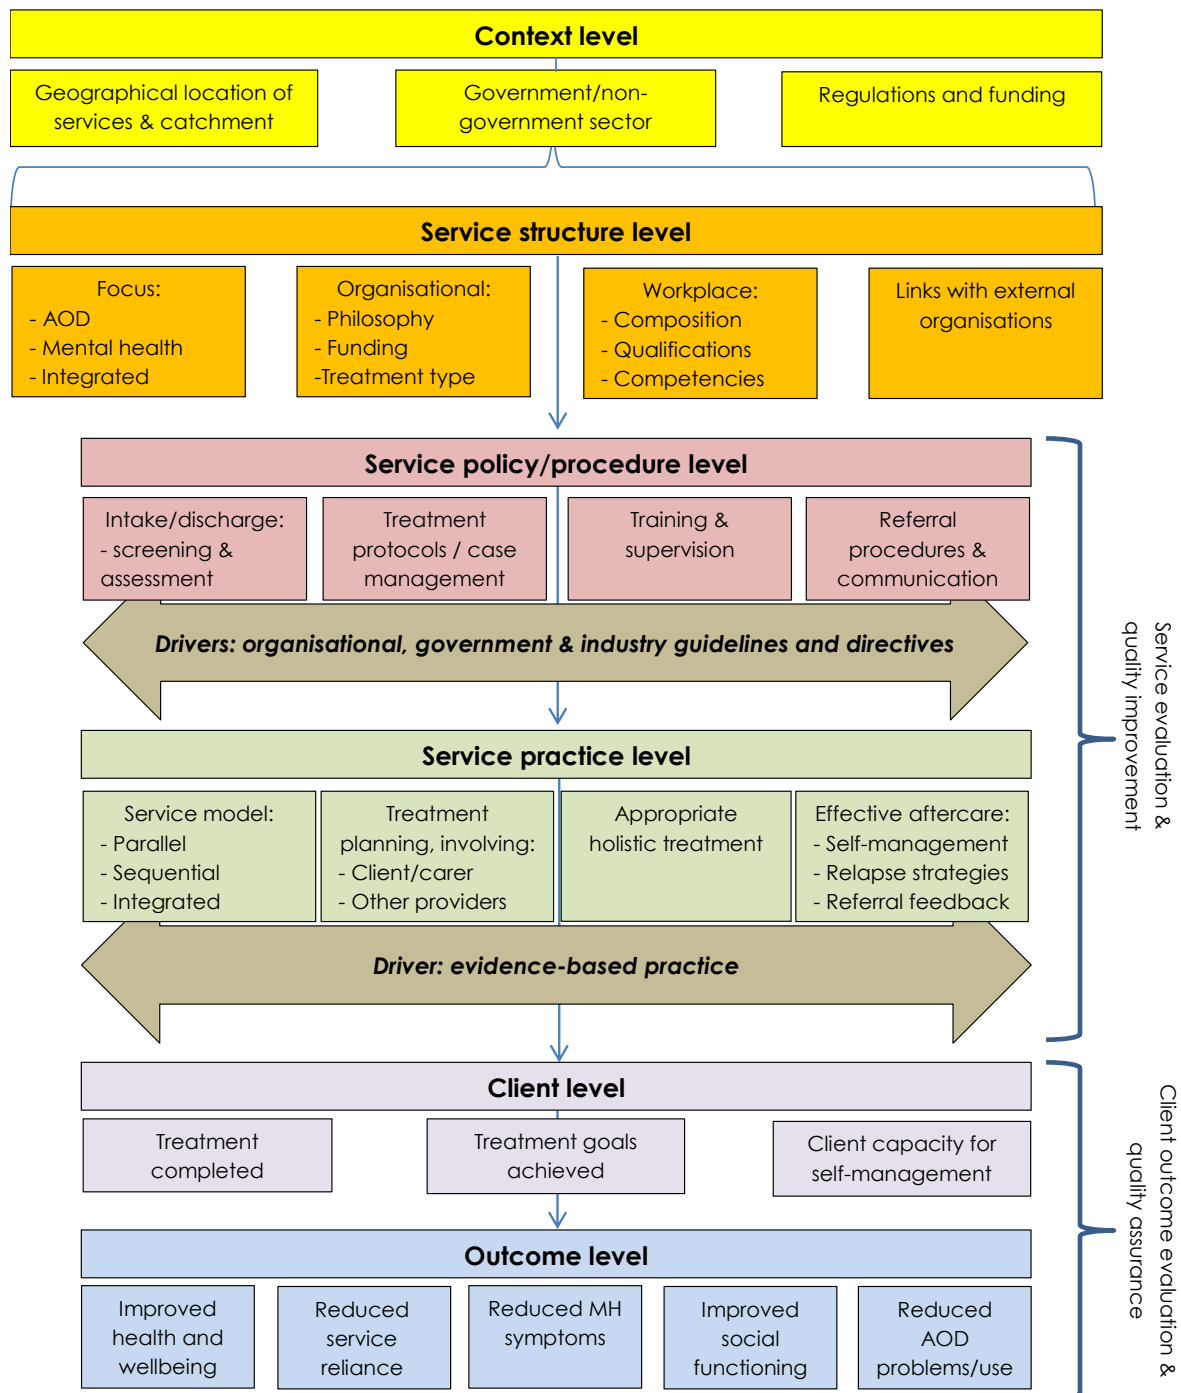 Context level
Geographical location of
services & catchment
Government/non-
government sector
Regulations and funding
Service structure level
Focus:
- AOD
- Mental health
- Integrated
Organisational:
- Philosophy
- Funding
-Treatment type
Workplace:
- Composition
- Qualifications
- Competencies
Links with external
organisations
Service policy/procedure level
Intake/discharge:
- screening &
assessment
Treatment
protocols / case
management
Training &
supervision
Referral
procedures &
communication
Drivers: organisational, government & industry guidelines and directives
Service practice level
Service model:
- Parallel
- Sequential
- Integrated
Treatment
planning, involving:
- Client/carer
- Other providers
Appropriate
holistic treatment
Effective aftercare:
- Self-management
- Relapse strategies
- Referral feedback
Driver: evidence-based practice
Service evaluation &
quality improvement
Client level
Treatment
completed
Treatment goals
achieved
Client capacity for
self-management
Outcome level
Improved
health and
wellbeing
Reduced
service
reliance
Reduced MH
symptoms
Improved
social
functioning
Reduced
AOD
problems/use
Client outcome evaluation &
quality assurance